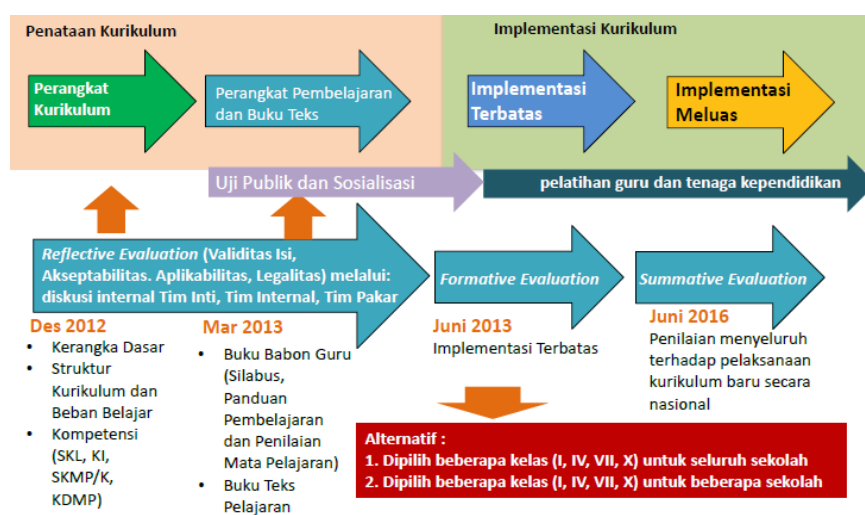 Penataan Kurikulum
Implementasi Kurikulum
Perangkat
Kurikulum
Perangkat Pembelajaran
dan Buku Teks
Implementasi
Terbatas
Implementasi
Meluas
Uji Publik dan Sosialisasi
pelatihan guru dan tenaga kependidikan
Reflective Evaluation (Validitas Isi,
Akseptabilitas. Aplikabilitas, Legalitas) melalui:
diskusi internal Tim Inti, Tim Internal, Tim Pakar
Formative Evaluation
Summative Evaluation
Des 2012
• Kerangka Dasar
• Struktur
Kurikulum dan
Beban Belajar
• Kompetensi
(SKL, KI,
SKMP/K,
KDMP)
Mar 2013
• Buku Babon Guru
(Silabus,
Panduan
Pembelajaran
dan Penilaian
Mata Pelajaran)
• Buku Teks
Pelajaran
Juni 2013
Implementasi Terbatas
Juni 2016
Penilaian menyeluruh
terhadap pelaksanaan
kurikulum baru secara
nasional
Alternatif :
1. Dipilih beberapa kelas (I, IV, VII, X) untuk seluruh sekolah
2. Dipilih beberapa kelas (I, IV, VII, X) untuk beberapa sekolah